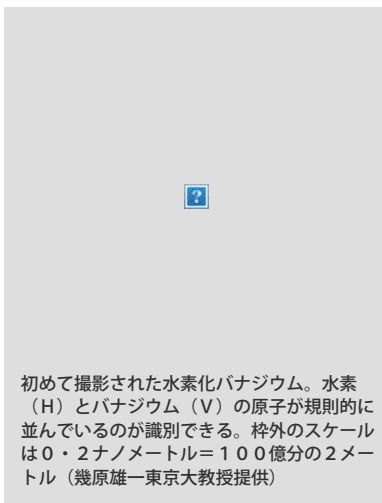 初めて撮影された水素化バナジウム。水素
（H）とバナジウム（V）の原子が規則的に
並んでいるのが識別できる。枠外のスケール
は０・２ナノメートル＝１００億分の２メー
トル（幾原雄一東京大教授提供）